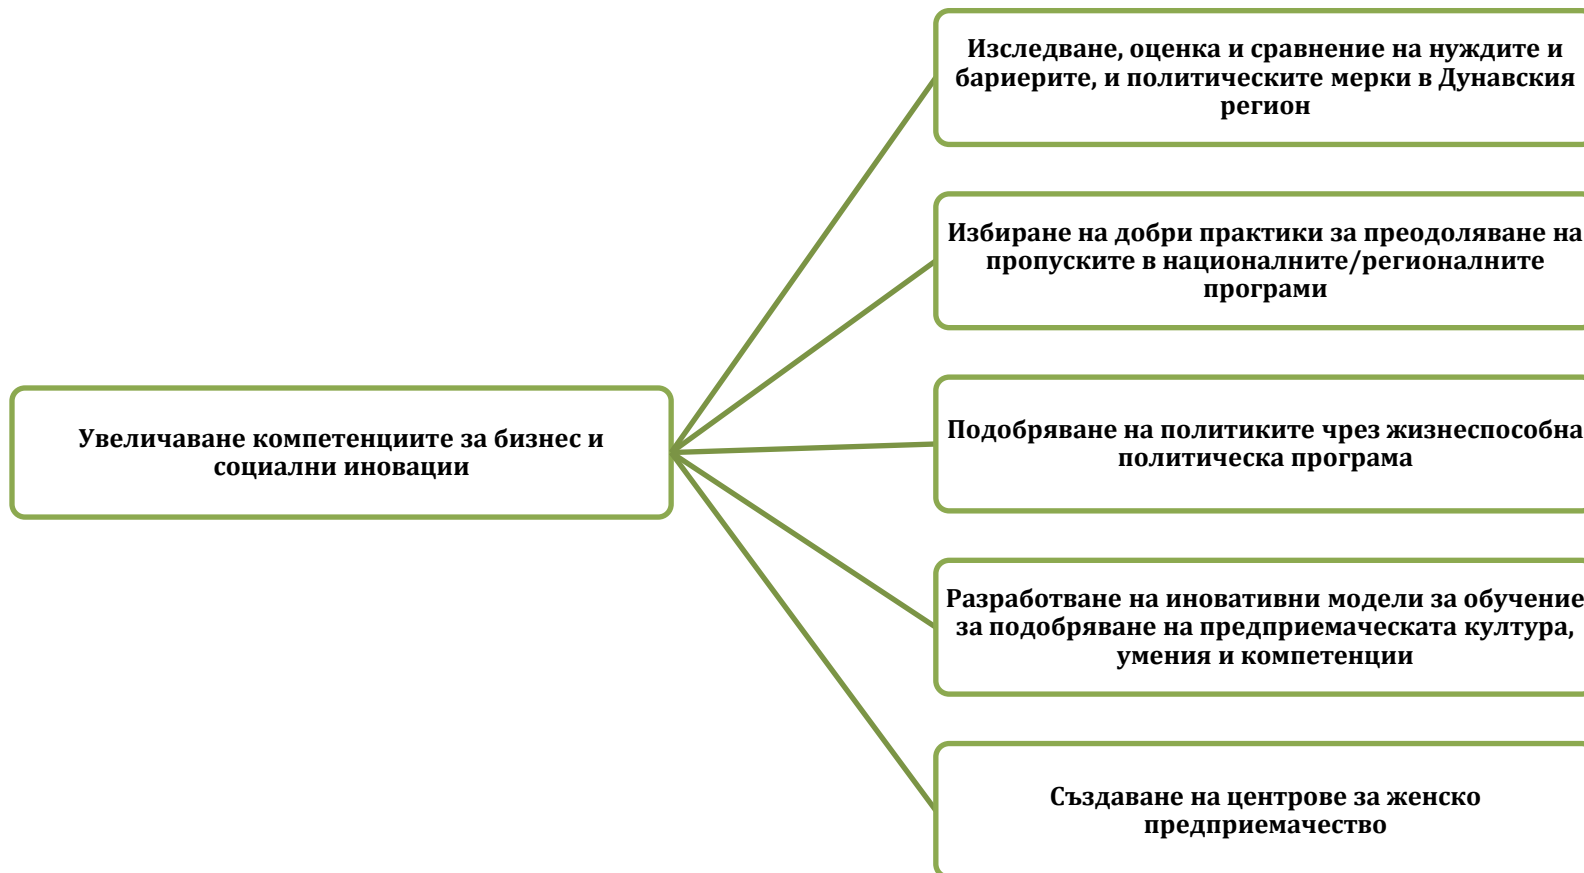 Изследване, оценка и сравнение на нуждите и
бариерите, и политическите мерки в Дунавския
регион
Избиране на добри практики за преодоляване на
пропуските в националните/регионалните
програми
Увеличаване компетенциите за бизнес и
социални иновации
Подобряване на политиките чрез жизнеспособна
политическа програма
Разработване на иновативни модели за обучение
за подобряване на предприемаческата култура,
умения и компетенции
Създаване на центрове за женско
предприемачество